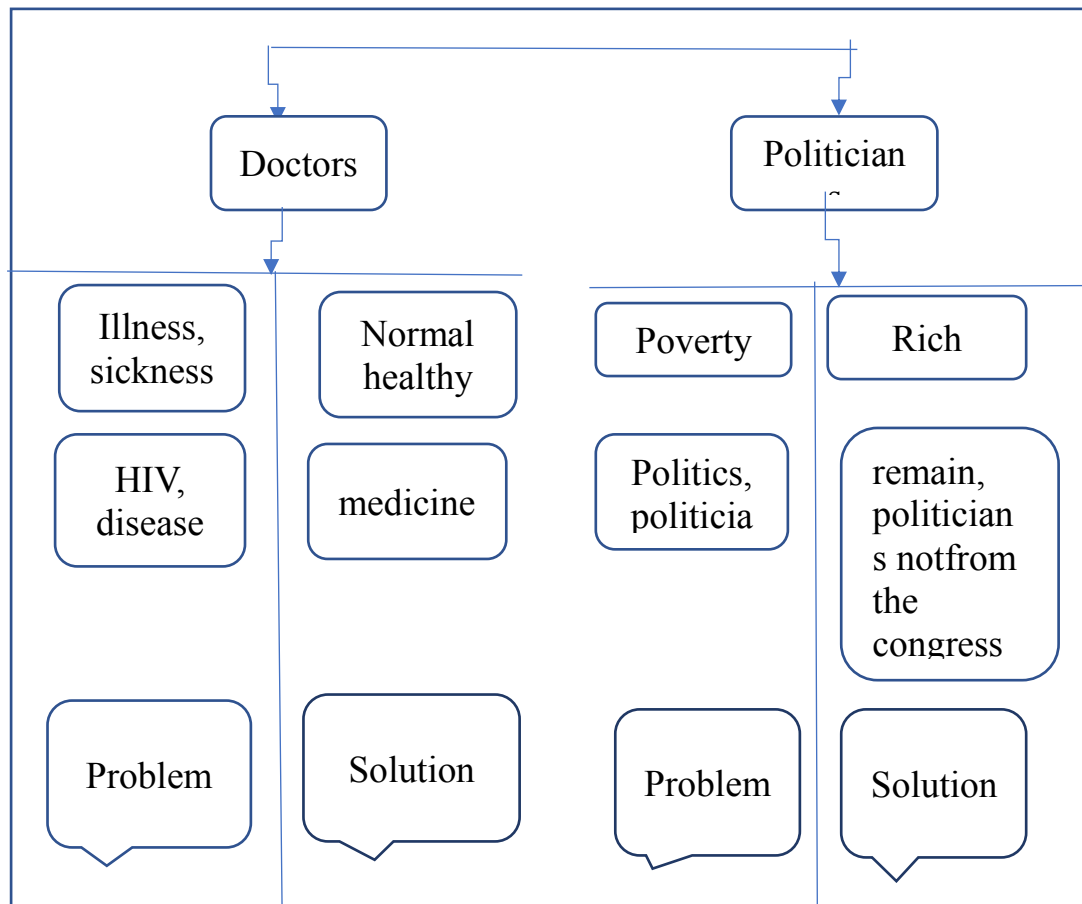 Doctors
Politician
Illness,
sickness
Normal
healthy
Poverty
Rich
HIV,
disease
medicine
Politics,
politicia
remain,
politician
s notfrom
the
congress
Problem
Solution
Problem
Solution